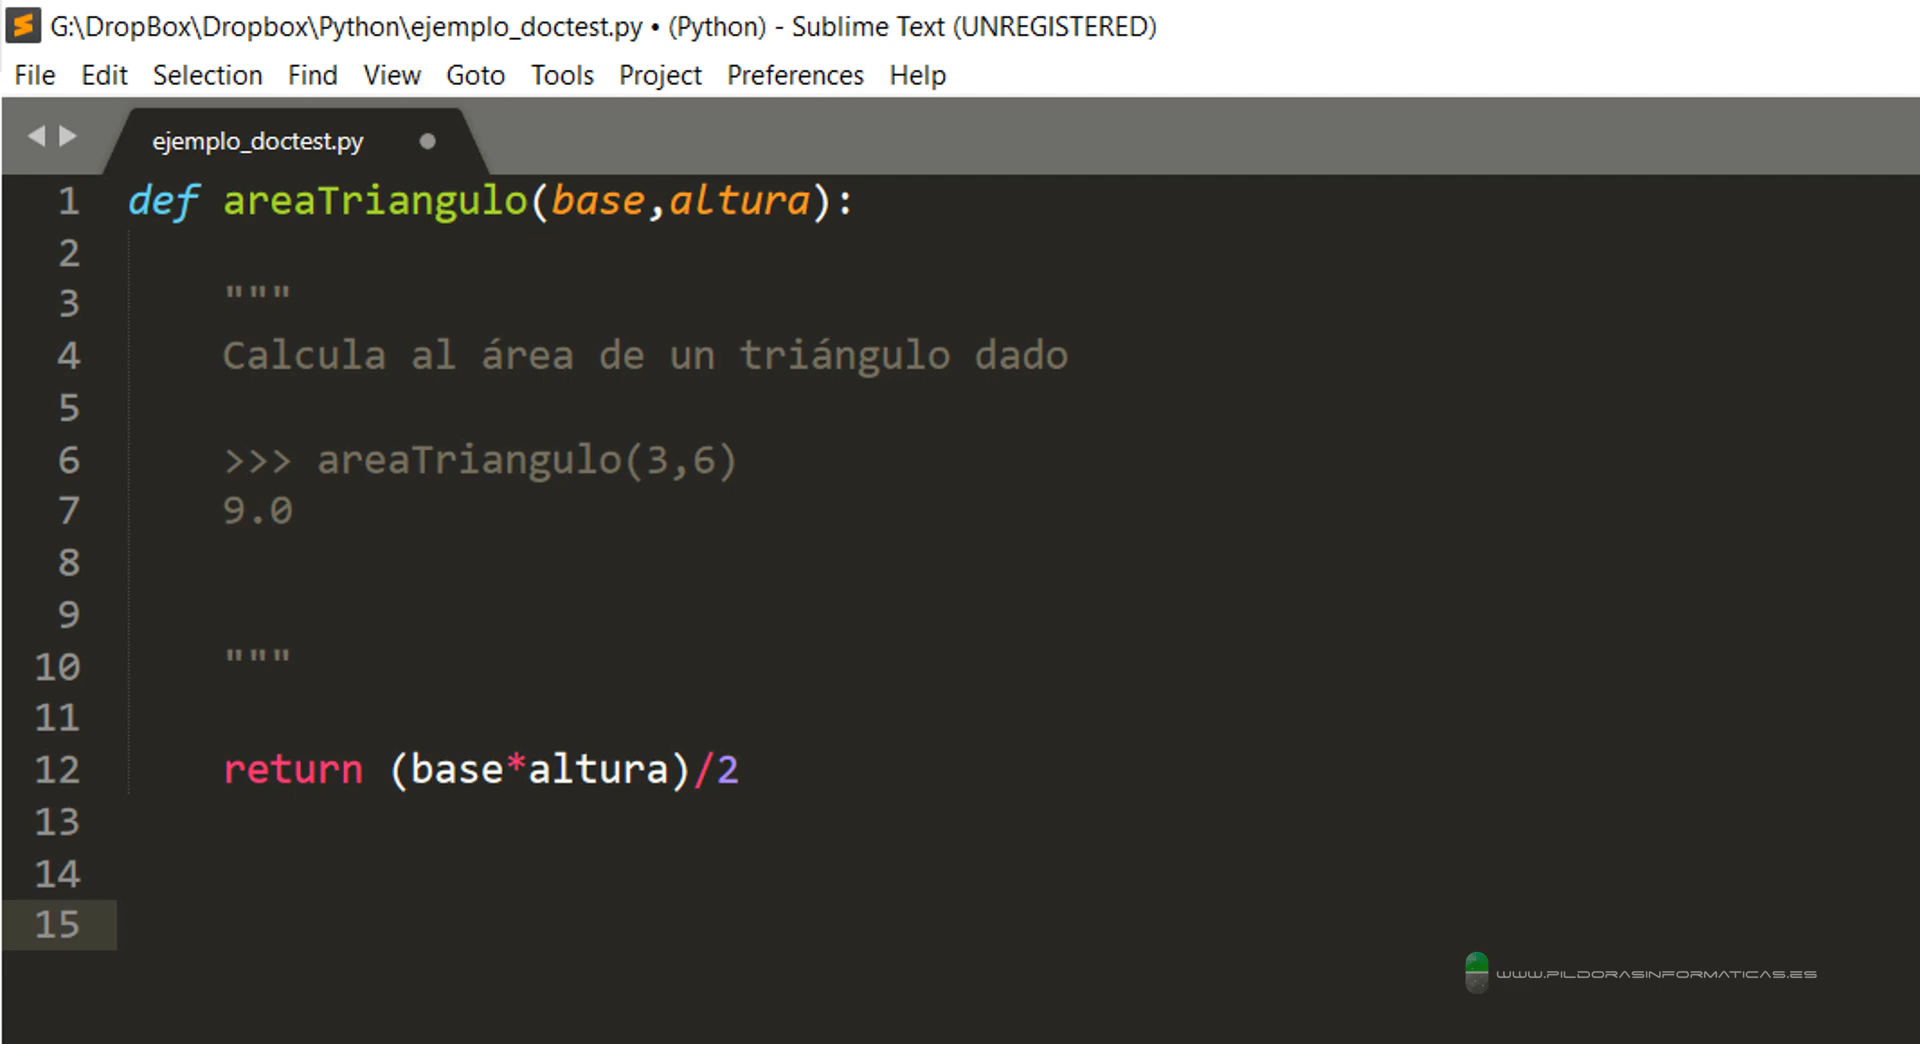 G:\DropBox\Dropbox\Python\ejemplo_doctest.py • (Python) - Sublime Text (UNREGISTERED)
File Edit Selection Find View Goto Tools Project Preferences Help
ejemplo_doctest.py
1 def areaTriangulo(base,altura):
2
3 """
4 Calcula al área de un triángulo dado
5
6 >>> areaTriangulo(3,6)
7 9.0
8
9
10 """
11
12 return (base*altura)/2
13
14
15
WWW.PILDORASINFORMATICAS.ES